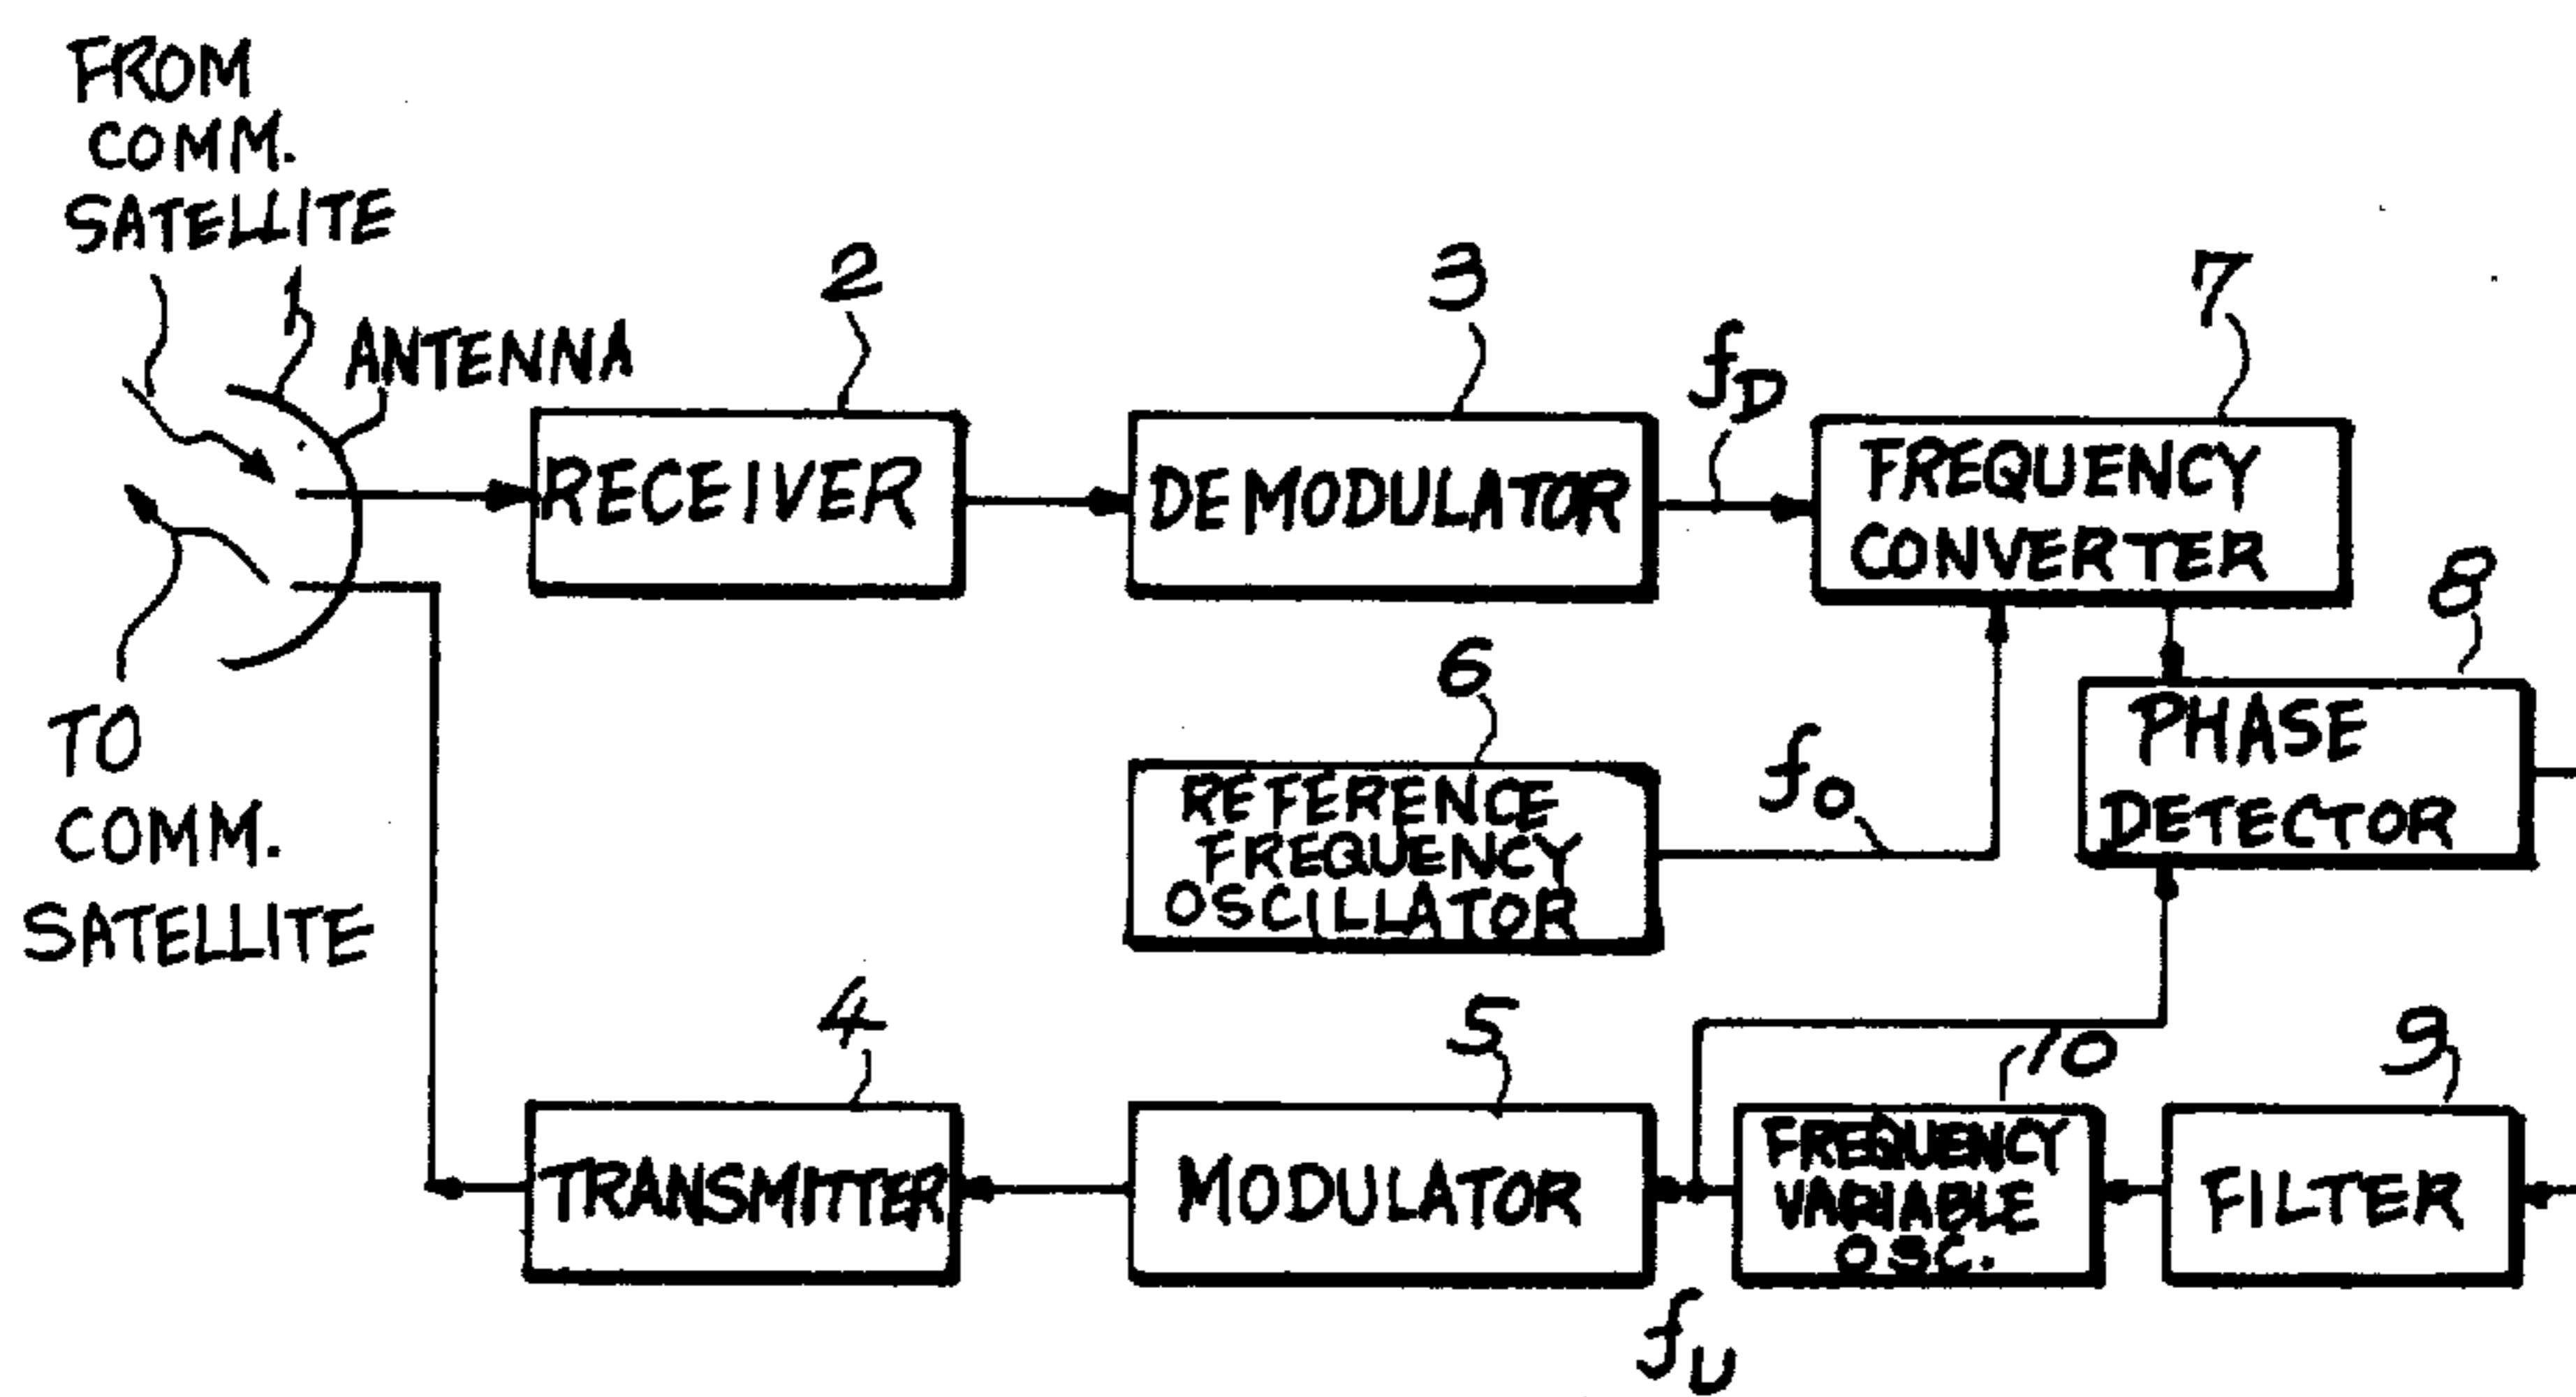 FROM
COMM.
SATELLITE
1
ANTENNA
2
RECEIVER
3
DEMODULATOR
fD
7
FREQUENCY
CONVERTER
8
PHASE
DETECTOR
6
REFERENCE
FREQUENCY
OSCILLATOR
fO
TO
COMM.
SATELLITE
4
TRANSMITTER
5
MODULATOR
10
FREQUENCY
VARIABLE
OSC.
9
FILTER
fU